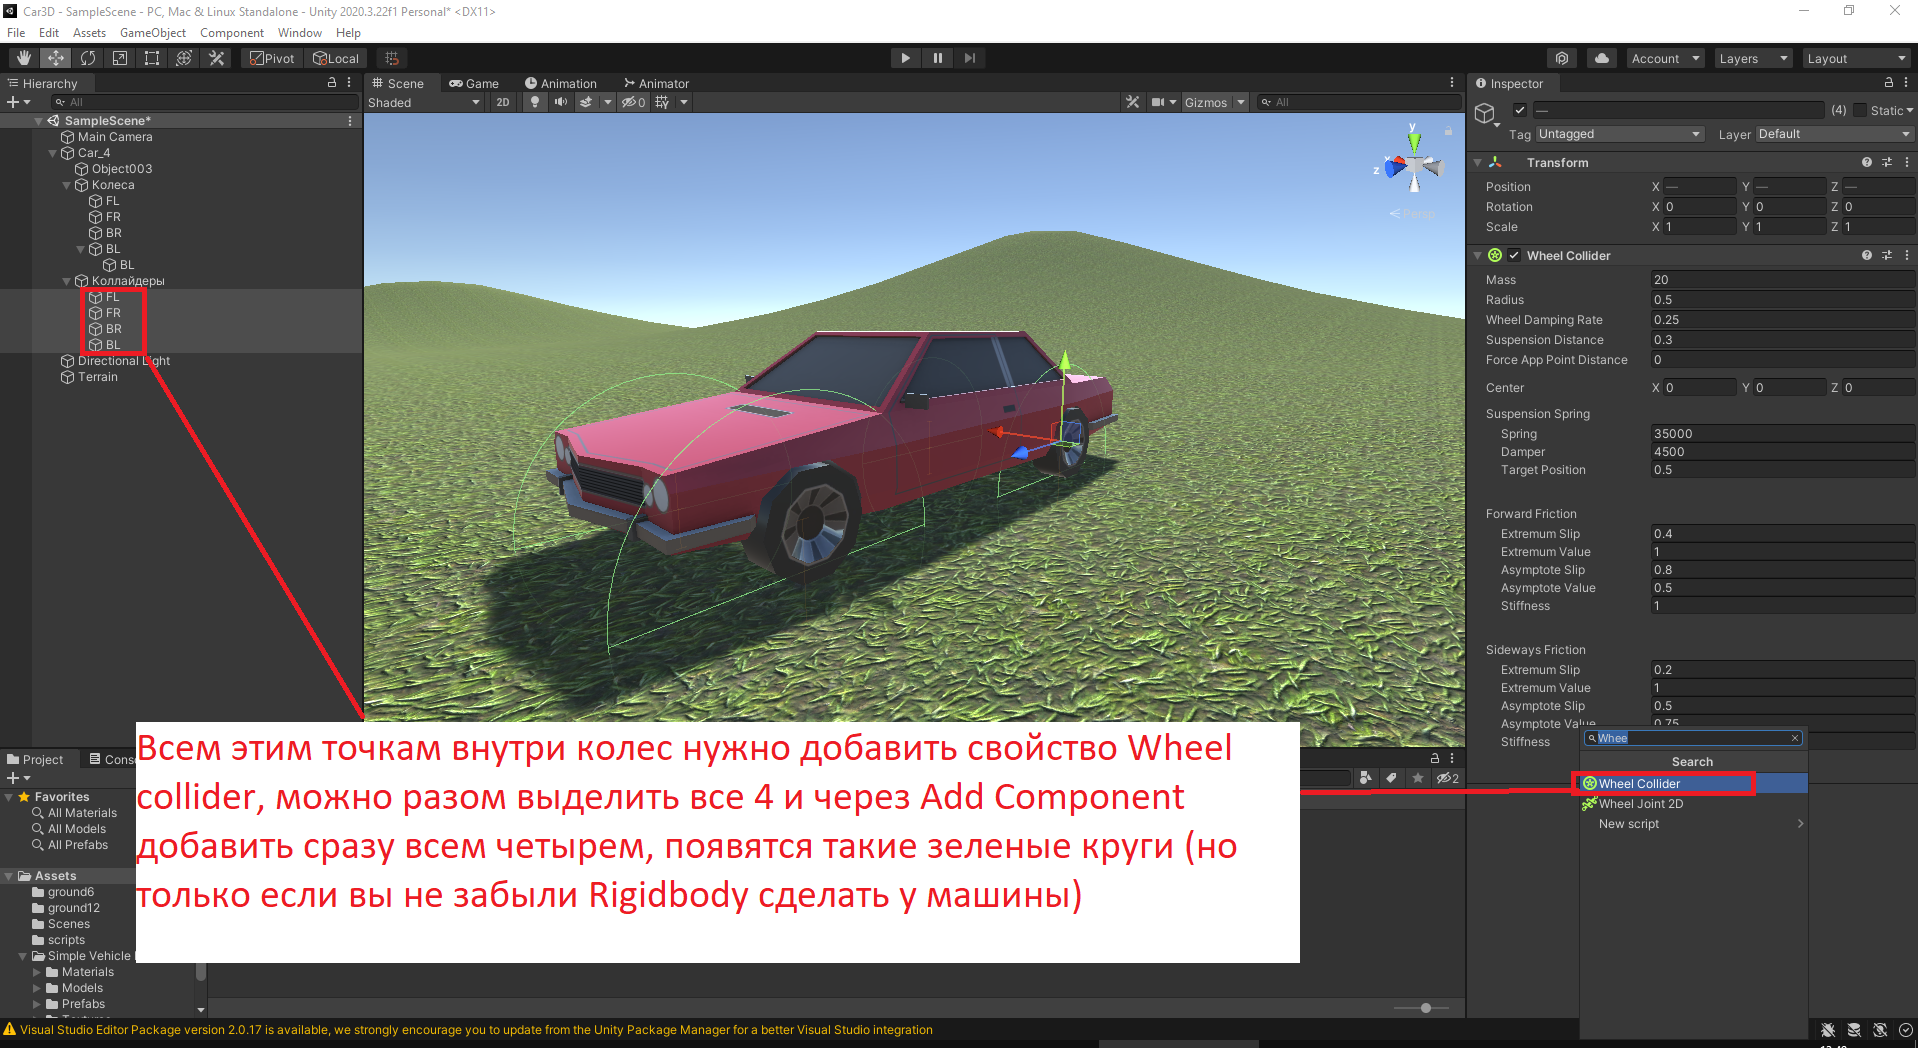 Car3D - SampleScene - PC, Mac & Linux Standalone - Unity 2020.3.22f1 Personal* <DX11>
File Edit Assets GameObject Component Window Help
Pivot Local
Account Layers Layout
Hierarchy
All
SampleScene*
Main Camera
Car_4
Object003
Колеса
FL
FR
BR
BL
BL
Коллайдеры
FL
FR
BR
BL
Directional Light
Terrain
Scene Game Animation Animator
Shaded 2D 0 Gizmos All
y
x
z
Persp
Inspector
— (4) Static
Tag Untagged Layer Default
Transform
Position X — Y — Z —
Rotation X 0 Y 0 Z 0
Scale X 1 Y 1 Z 1
Wheel Collider
Mass 20
Radius 0.5
Wheel Damping Rate 0.25
Suspension Distance 0.3
Force App Point Distance 0
Center X 0 Y 0 Z 0
Suspension Spring
Spring 35000
Damper 4500
Target Position 0.5
Forward Friction
Extremum Slip 0.4
Extremum Value 1
Asymptote Slip 0.8
Asymptote Value 0.5
Stiffness 1
Sideways Friction
Extremum Slip 0.2
Extremum Value 1
Asymptote Slip 0.5
Asymptote Value 0.75
Stiffness
Whee
Search
Wheel Collider
Wheel Joint 2D
New script
Всем этим точкам внутри колес нужно добавить свойство Wheel
collider, можно разом выделить все 4 и через Add Component
добавить сразу всем четырем, появятся такие зеленые круги (но
только если вы не забыли Rigidbody сделать у машины)
Project Cons
2
Favorites
All Materials
All Models
All Prefabs
Assets
ground6
ground12
Scenes
scripts
Simple Vehicle
Materials
Models
Prefabs
Visual Studio Editor Package version 2.0.17 is available, we strongly encourage you to update from the Unity Package Manager for a better Visual Studio integration